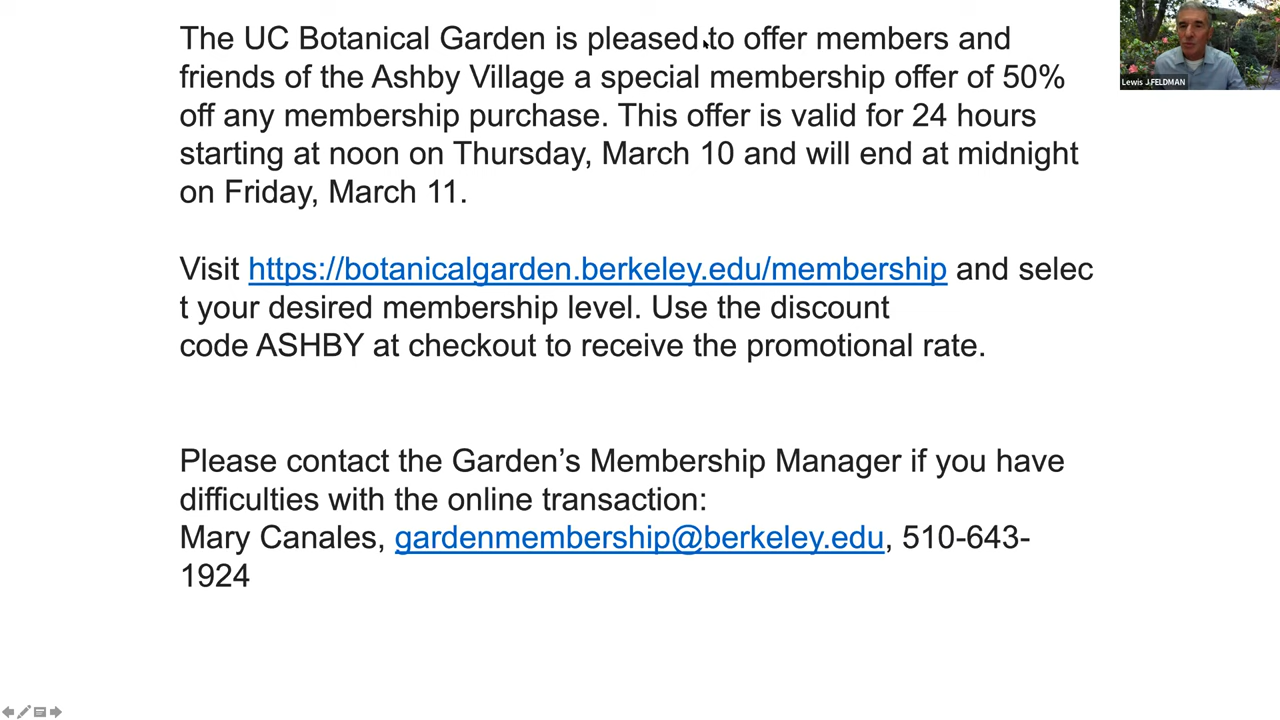 The UC Botanical Garden is pleased to offer members and
friends of the Ashby Village a special membership offer of 50%
off any membership purchase. This offer is valid for 24 hours
starting at noon on Thursday, March 10 and will end at midnight
on Friday, March 11.
Visit https://botanicalgarden.berkeley.edu/membership and selec
t your desired membership level. Use the discount
code ASHBY at checkout to receive the promotional rate.
Please contact the Garden’s Membership Manager if you have
difficulties with the online transaction:
Mary Canales, gardenmembership@berkeley.edu, 510-643-
1924
Lewis J.FELDMAN